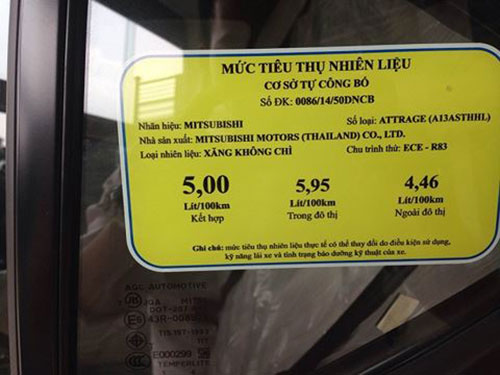 MỨC TIÊU THỤ NHIÊN LIỆU
CƠ SỞ TỰ CÔNG BỐ
Số ĐK: 0086/14/50DNCB
Nhãn hiệu: MITSUBISHI Số loại: ATTRAGE (A13ASTHHL)
Nhà sản xuất: MITSUBISHI MOTORS (THAILAND) CO., LTD.
Loại nhiên liệu: XĂNG KHÔNG CHÌ Chu trình thử: ECE - R83
5,00 5,95 4,46
Lít/100km Lít/100km Lít/100km
Kết hợp Trong đô thị Ngoài đô thị
Ghi chú: mức tiêu thụ nhiên liệu thực tế có thể thay đổi do điều kiện sử dụng,
kỹ năng lái xe và tình trạng bảo dưỡng kỹ thuật của xe.
AGC AUTOMOTIVE
E000299
TEMPERLITE